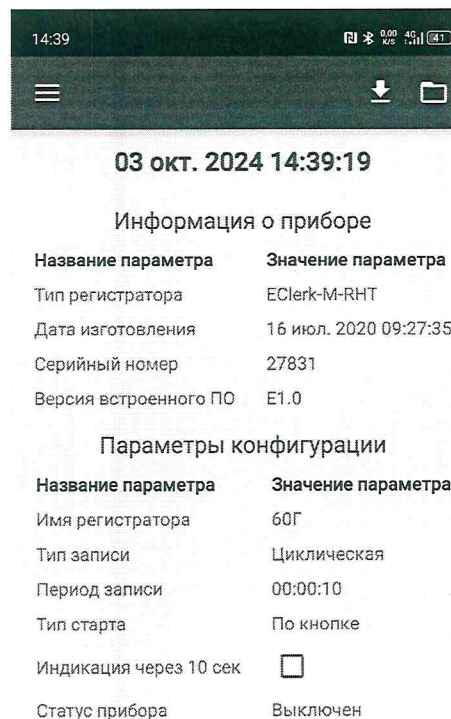 14:39 0,00 K/S 4G 41
03 окт. 2024 14:39:19
Информация о приборе
Название параметра Значение параметра
Тип регистратора EClerk-M-RHT
Дата изготовления 16 июл. 2020 09:27:35
Серийный номер 27831
Версия встроенного ПО E1.0
Параметры конфигурации
Название параметра Значение параметра
Имя регистратора 60Г
Тип записи Циклическая
Период записи 00:00:10
Тип старта По кнопке
Индикация через 10 сек
Статус прибора Выключен